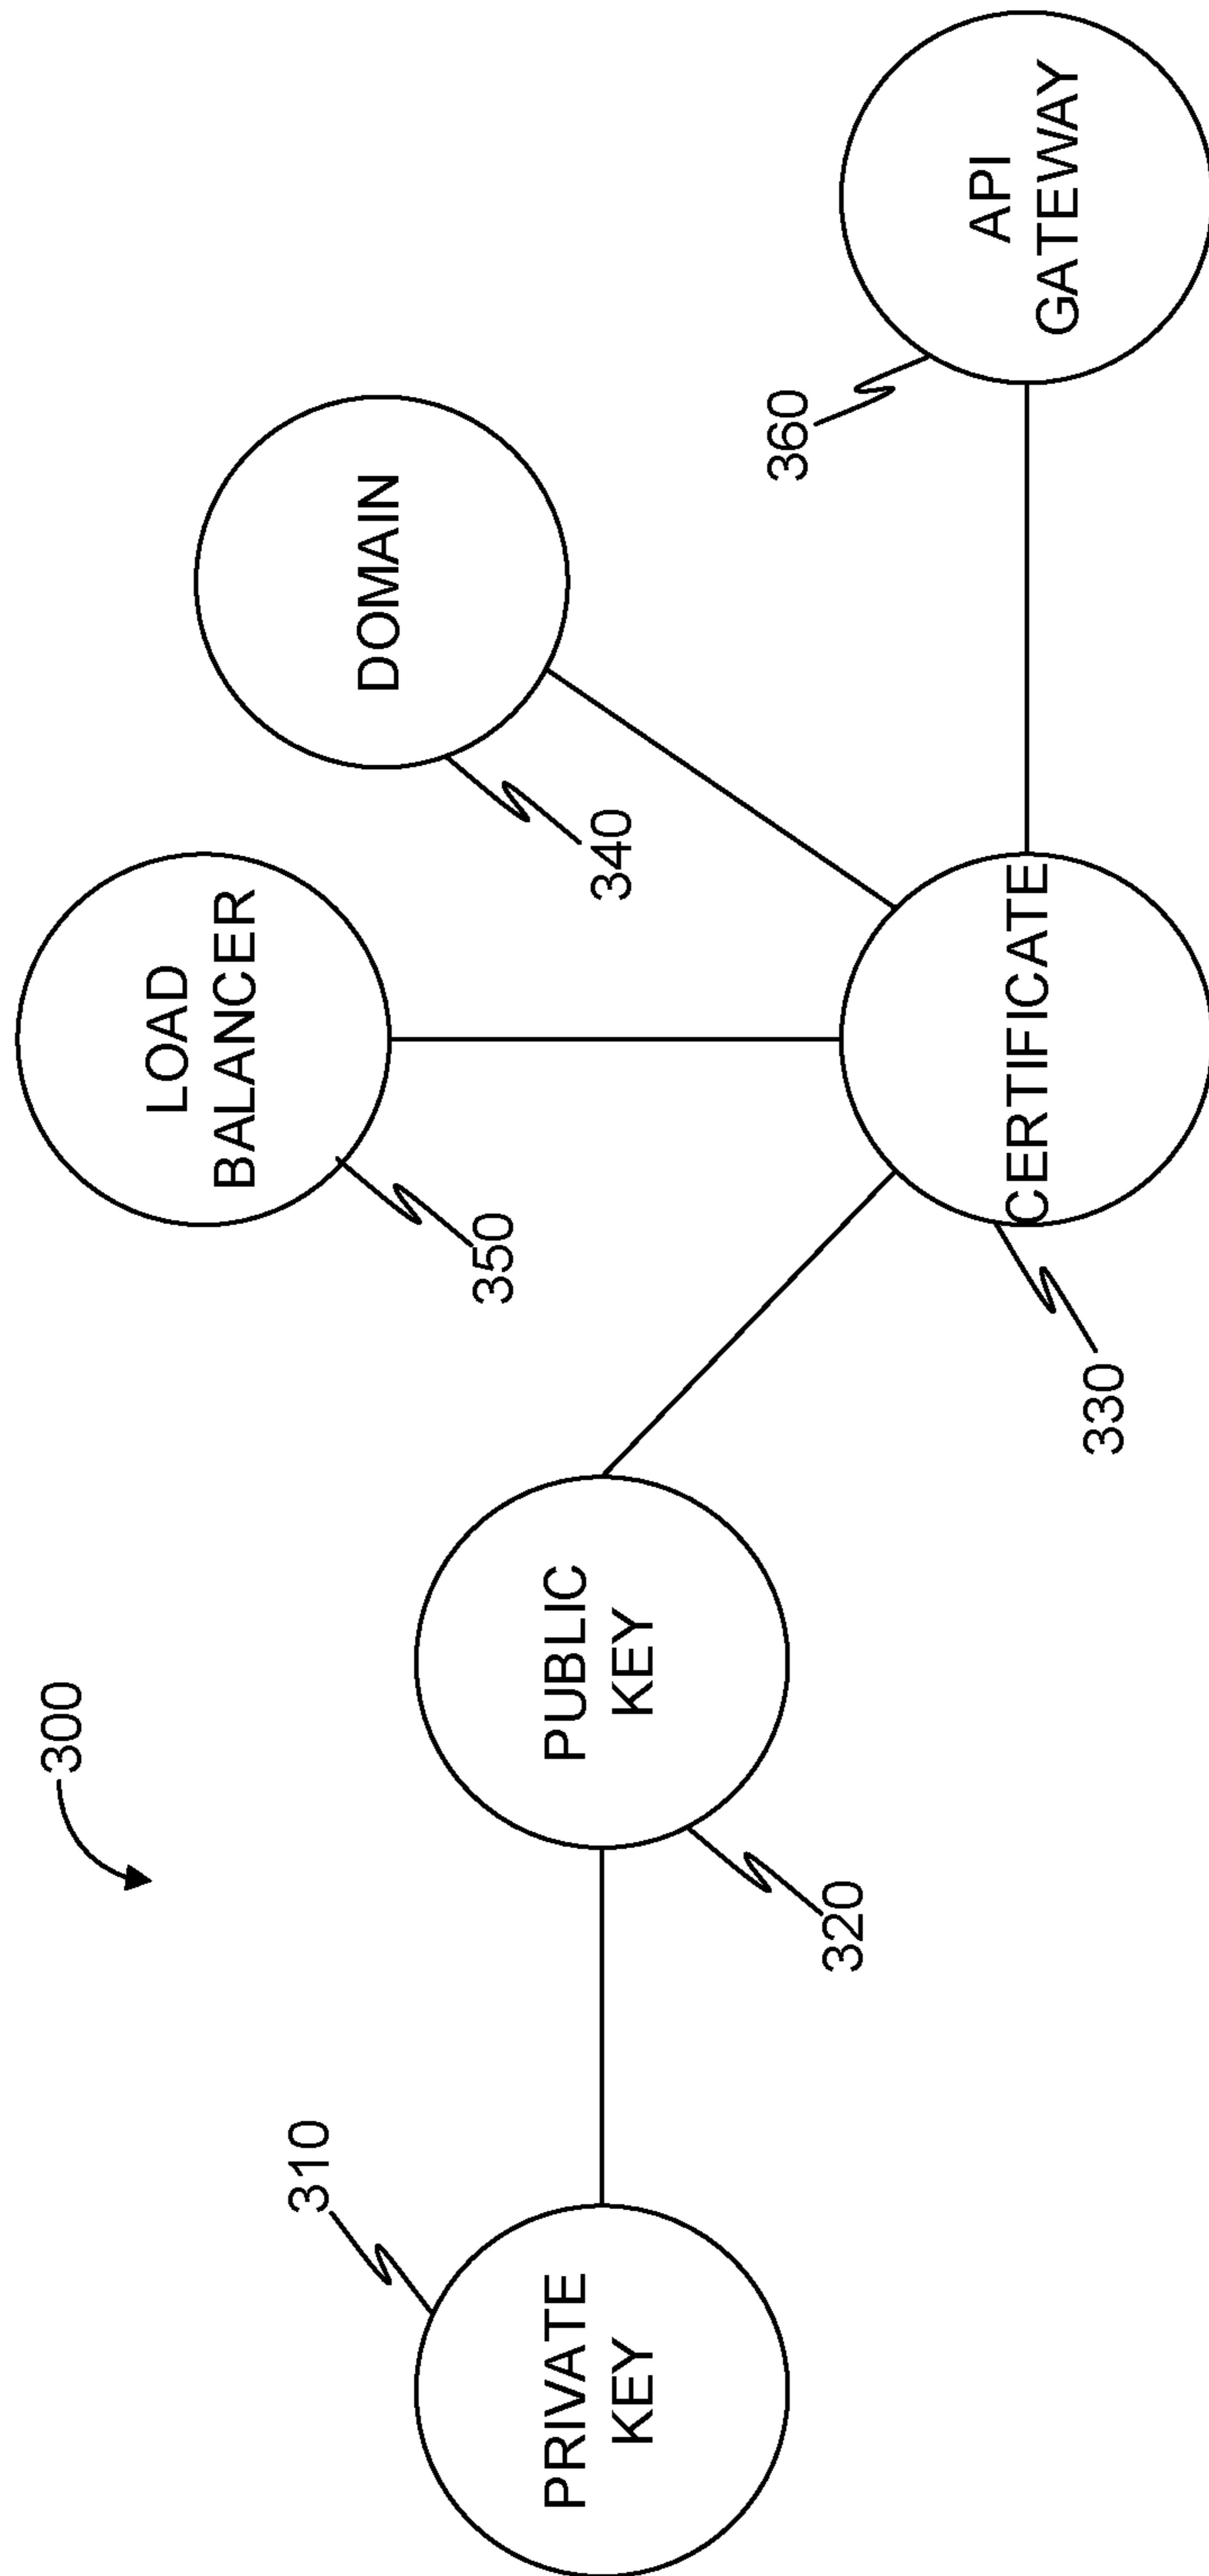 300
LOAD
BALANCER
310
DOMAIN
350
PRIVATE
KEY
PUBLIC
KEY
340
360
320
CERTIFICATE
API
GATEWAY
330